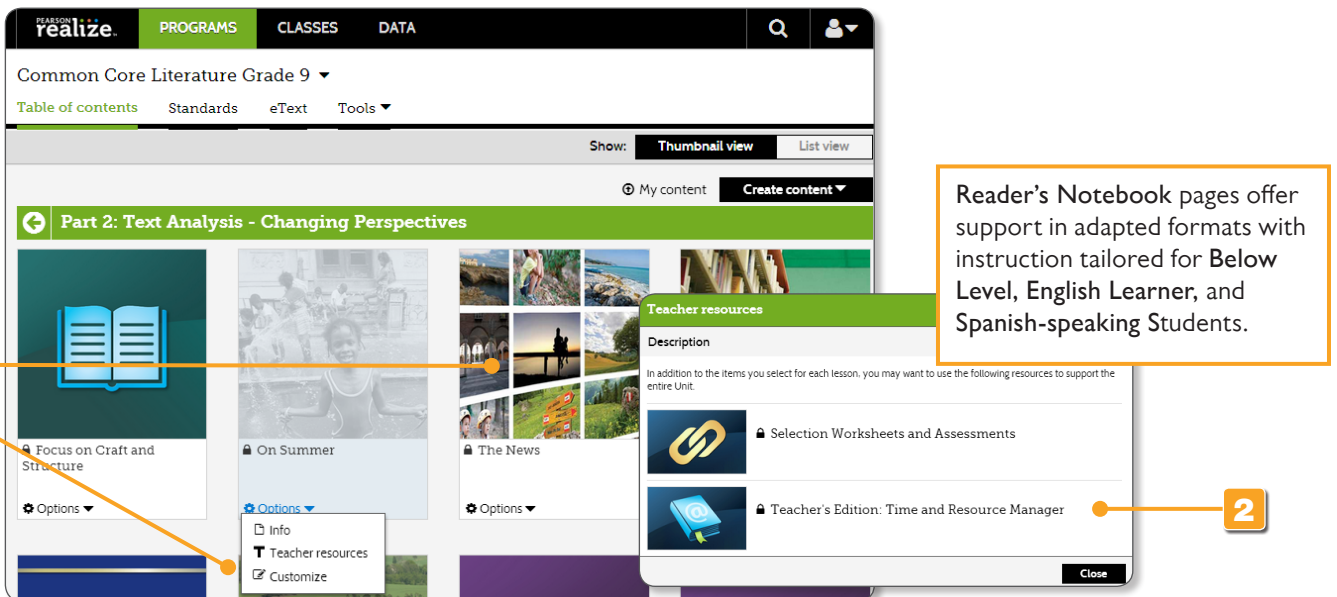 PEARSON
realize. PROGRAMS CLASSES DATA
Common Core Literature Grade 9
Table of contents Standards eText Tools
Show: Thumbnail view List view
My content Create content
Part 2: Text Analysis - Changing Perspectives
Reader’s Notebook pages offer
support in adapted formats with
instruction tailored for Below
Level, English Learner, and
Spanish-speaking Students.
Focus on Craft and
Structure
Options
On Summer
Options
Info
T Teacher resources
Customize
The News
Options
Teacher resources
Description
In addition to the items you select for each lesson, you may want to use the following resources to support the
entire Unit.
Selection Worksheets and Assessments
Teacher's Edition: Time and Resource Manager
Close
2